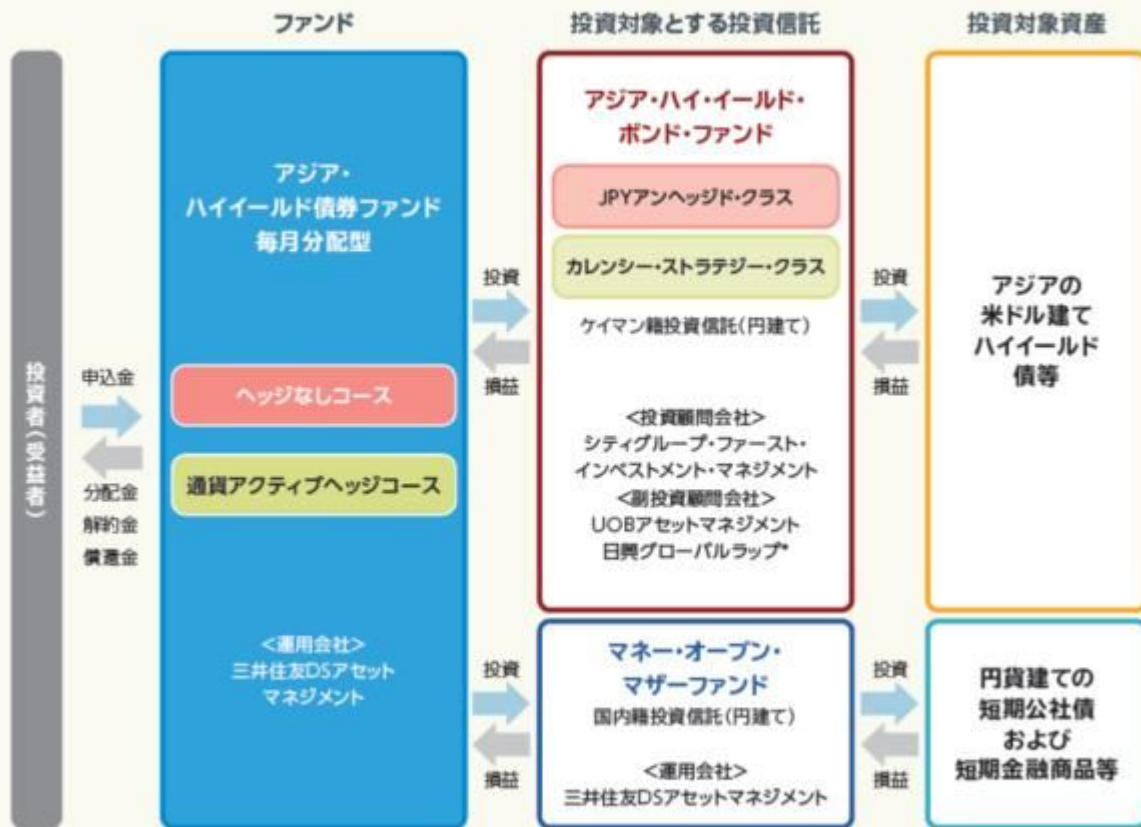 ファンド
投資対象とする投資信託
投資対象資産
投資者(受益者)
申込金
分配金
解約金
償還金
アジア・
ハイイールド債券ファンド
毎月分配型
ヘッジなしコース
通貨アクティブヘッジコース
<運用会社>
三井住友DSアセット
マネジメント
投資
損益
投資
損益
アジア・ハイ・イールド・
ボンド・ファンド
JPYアンヘッジド・クラス
カレンシー・ストラテジー・クラス
ケイマン籍投資信託(円建て)
<投資顧問会社>
シティグループ・ファースト・
インベストメント・マネジメント
<副投資顧問会社>
UOBアセットマネジメント
日興グローバルラップ*
マネー・オープン・
マザーファンド
国内籍投資信託(円建て)
<運用会社>
三井住友DSアセットマネジメント
投資
損益
投資
損益
アジアの
米ドル建て
ハイイールド
債等
円貨建ての
短期公社債
および
短期金融商品等